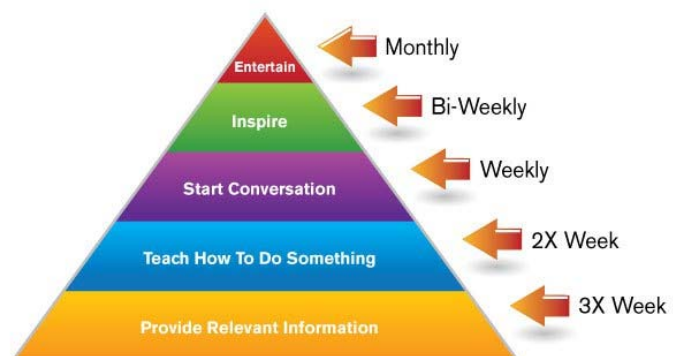 Entertain
Monthly
Inspire
Bi-Weekly
Start Conversation
Weekly
Teach How To Do Something
2X Week
Provide Relevant Information
3X Week